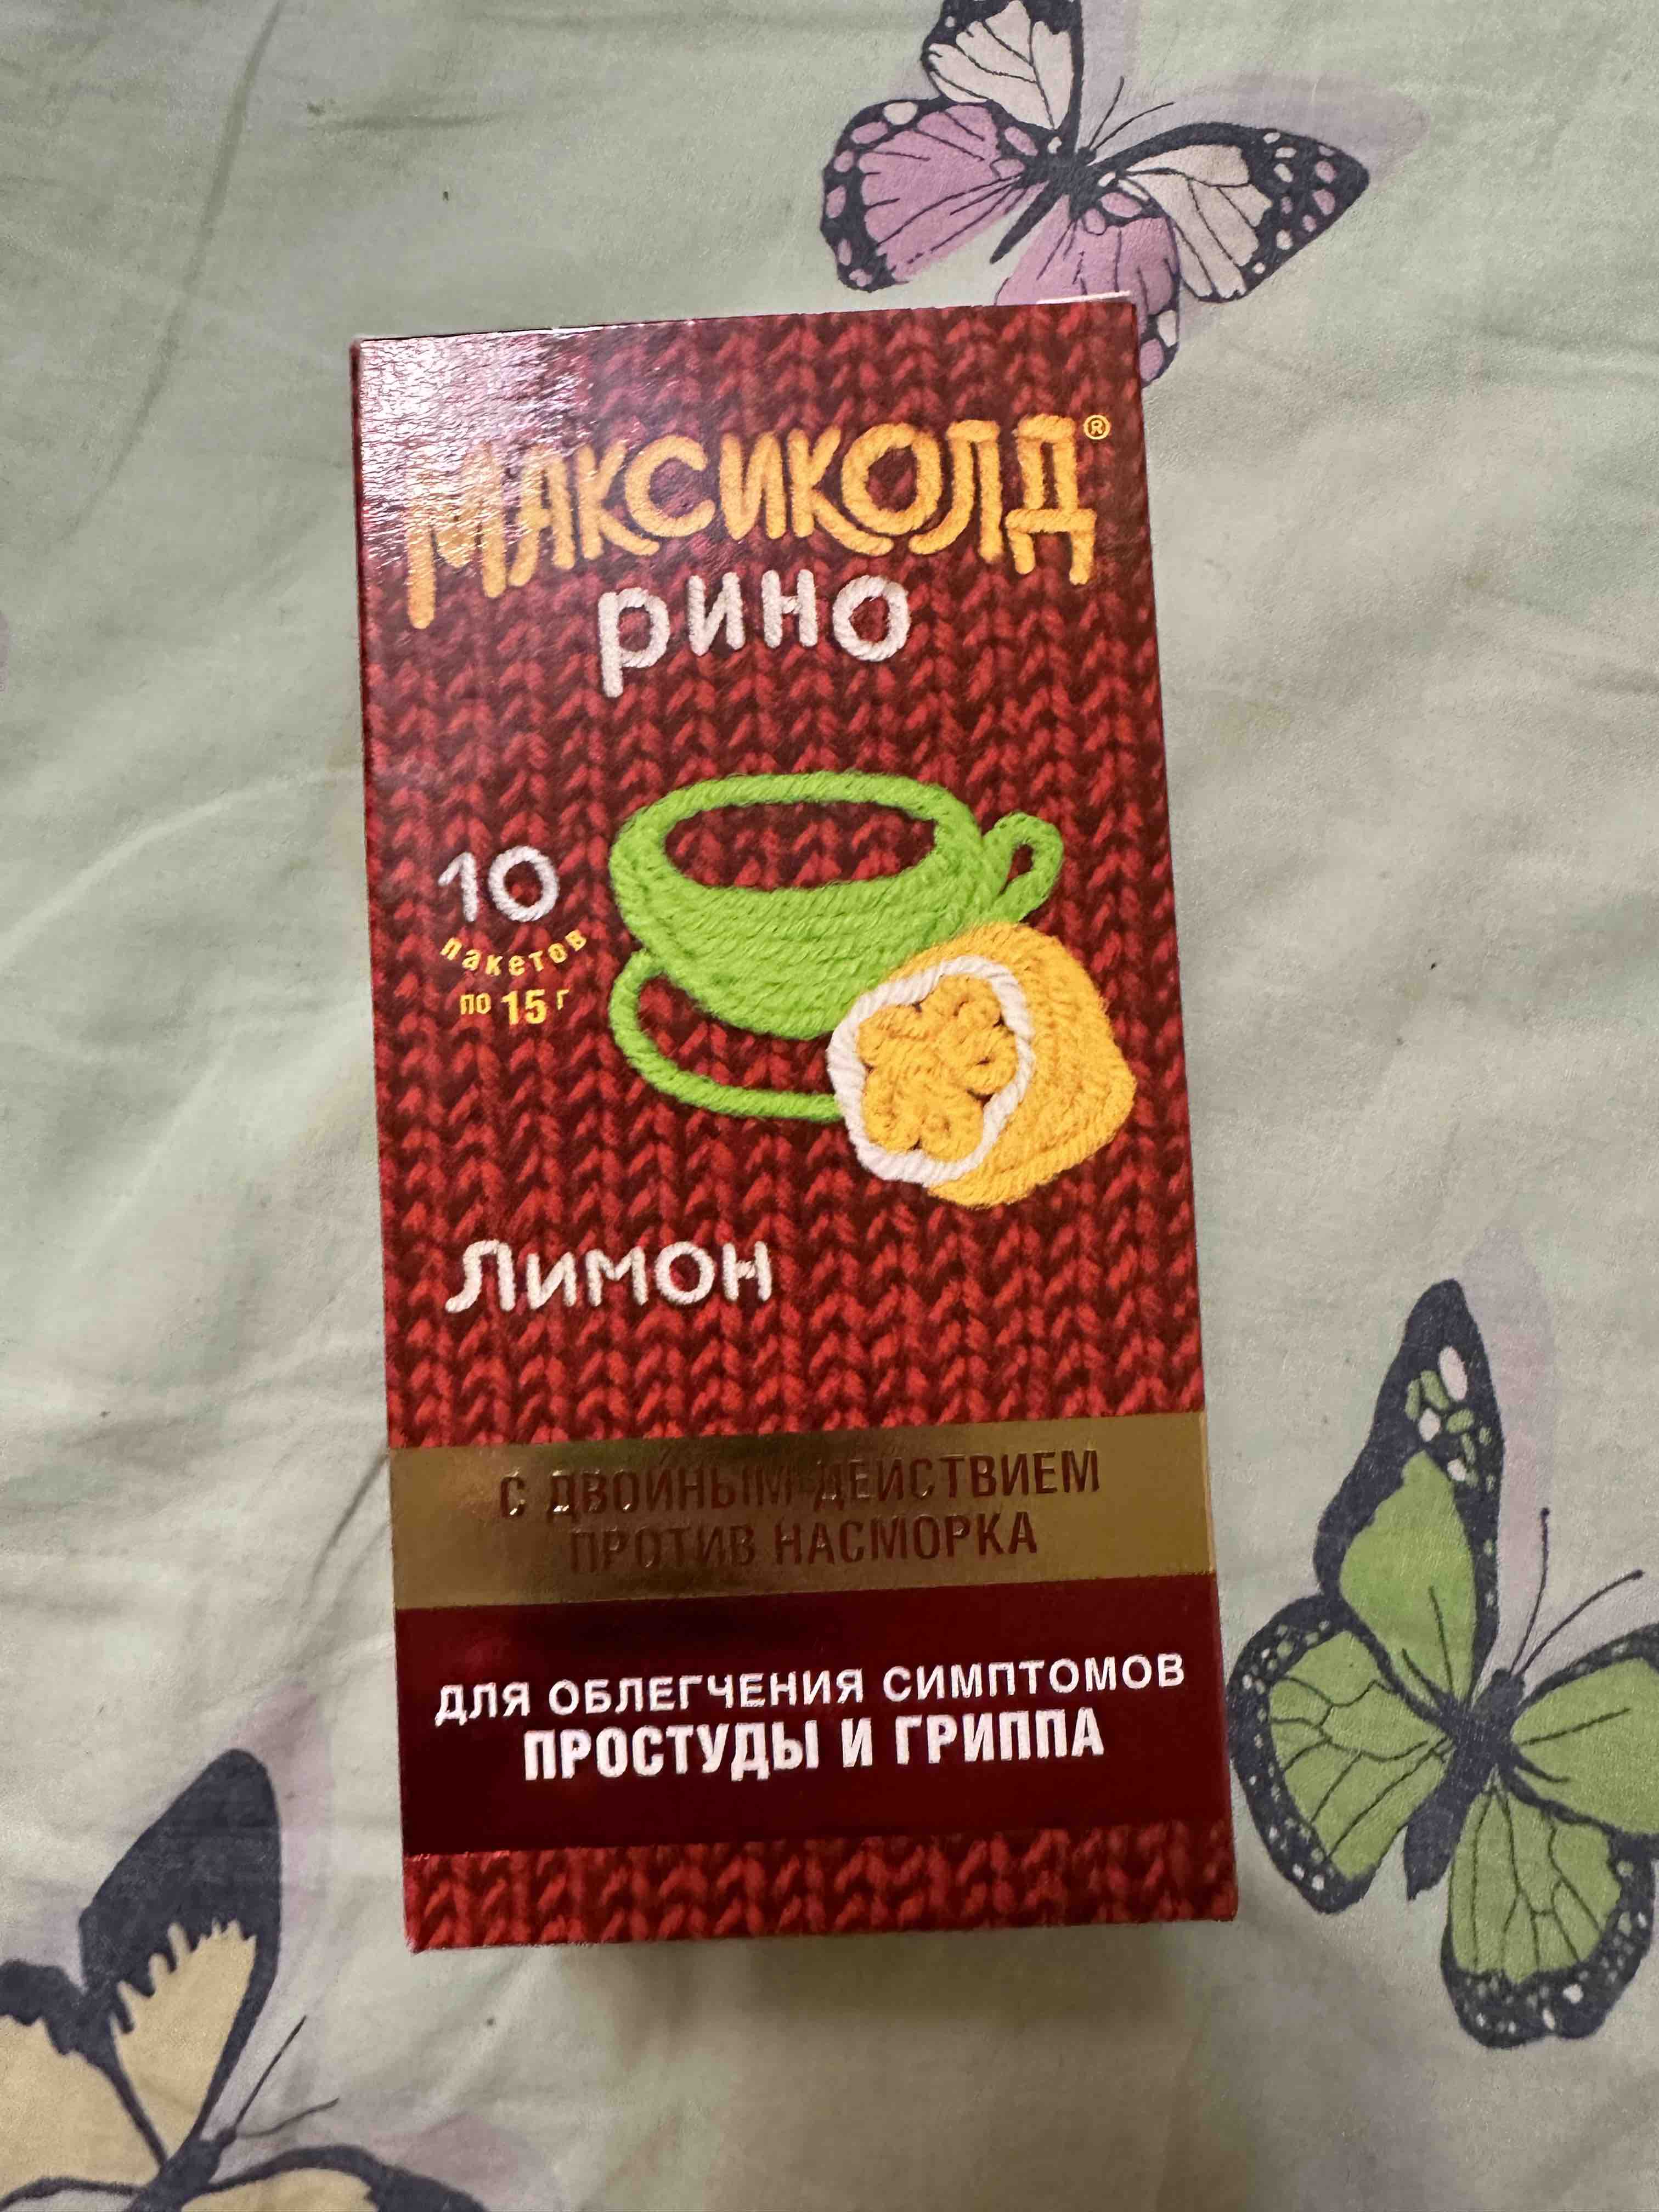 МАКСИКОЛД®
рино
10
пакетов
по 15 г
Лимон
С ДВОЙНЫМ ДЕЙСТВИЕМ
ПРОТИВ НАСМОРКА
ДЛЯ ОБЛЕГЧЕНИЯ СИМПТОМОВ
ПРОСТУДЫ И ГРИППА